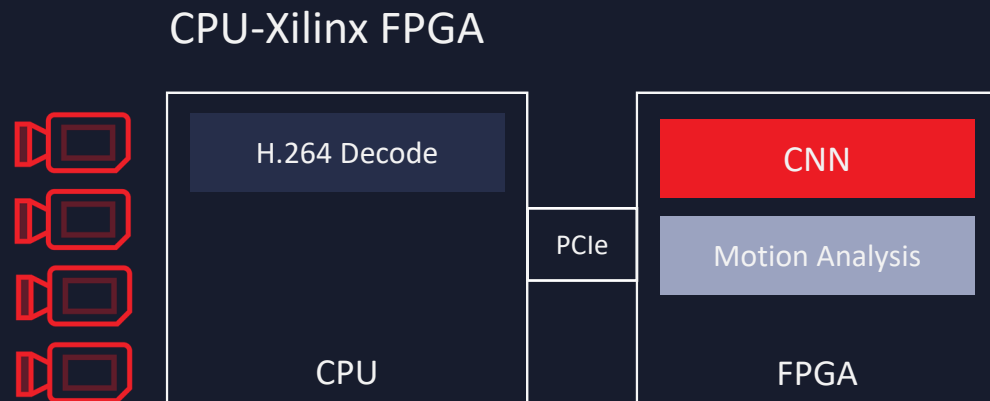 CPU-Xilinx FPGA
H.264 Decode
CPU
PCIe
CNN
Motion Analysis
FPGA